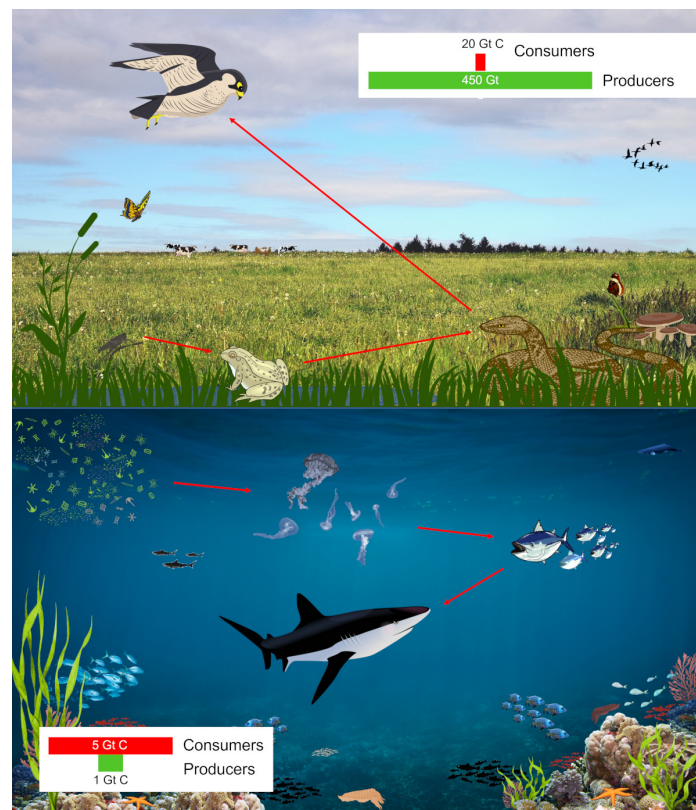 20 Gt C Consumers
450 Gt Producers
5 Gt C Consumers
Producers
1 Gt C